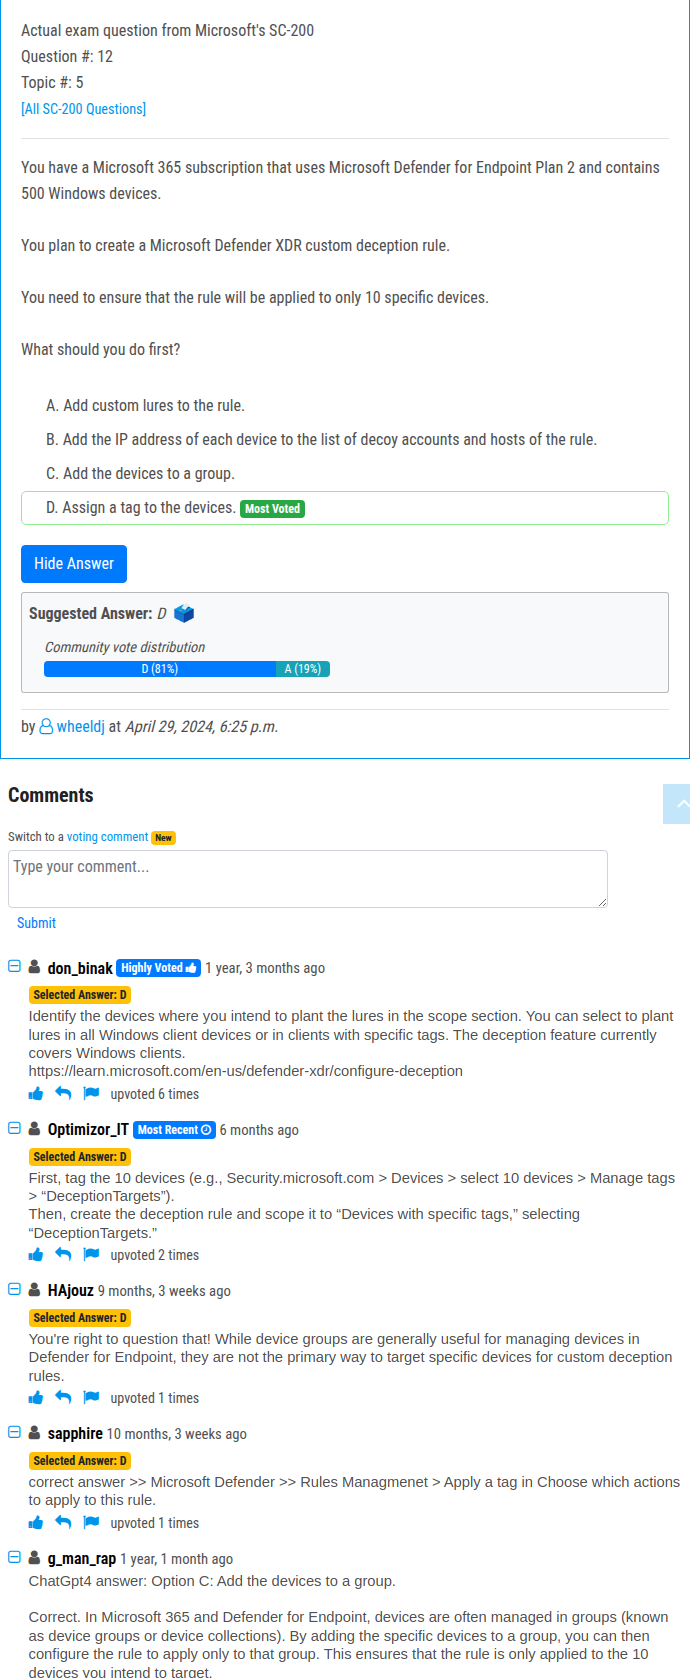 Actual exam question from Microsoft's SC-200
Question #: 12
Topic #: 5
[All SC-200 Questions]
You have a Microsoft 365 subscription that uses Microsoft Defender for Endpoint Plan 2 and contains
500 Windows devices.
You plan to create a Microsoft Defender XDR custom deception rule.
You need to ensure that the rule will be applied to only 10 specific devices.
What should you do first?
A. Add custom lures to the rule.
B. Add the IP address of each device to the list of decoy accounts and hosts of the rule.
C. Add the devices to a group.
D. Assign a tag to the devices. Most Voted
Hide Answer
Suggested Answer: D
Community vote distribution
D (81%) A (19%)
by wheeldj at April 29, 2024, 6:25 p.m.
Comments
Switch to a voting comment New
Type your comment...
Submit
don_binak Highly Voted 1 year, 3 months ago
Selected Answer: D
Identify the devices where you intend to plant the lures in the scope section. You can select to plant
lures in all Windows client devices or in clients with specific tags. The deception feature currently
covers Windows clients.
https://learn.microsoft.com/en-us/defender-xdr/configure-deception
upvoted 6 times
Optimizor_IT Most Recent 6 months ago
Selected Answer: D
First, tag the 10 devices (e.g., Security.microsoft.com > Devices > select 10 devices > Manage tags
> “DeceptionTargets”).
Then, create the deception rule and scope it to “Devices with specific tags,” selecting
“DeceptionTargets.”
upvoted 2 times
HAjouz 9 months, 3 weeks ago
Selected Answer: D
You're right to question that! While device groups are generally useful for managing devices in
Defender for Endpoint, they are not the primary way to target specific devices for custom deception
rules.
upvoted 1 times
sapphire 10 months, 3 weeks ago
Selected Answer: D
correct answer >> Microsoft Defender >> Rules Managmenet > Apply a tag in Choose which actions
to apply to this rule.
upvoted 1 times
g_man_rap 1 year, 1 month ago
ChatGpt4 answer: Option C: Add the devices to a group.
Correct. In Microsoft 365 and Defender for Endpoint, devices are often managed in groups (known
as device groups or device collections). By adding the specific devices to a group, you can then
configure the rule to apply only to that group. This ensures that the rule is only applied to the 10
devices you intend to target.